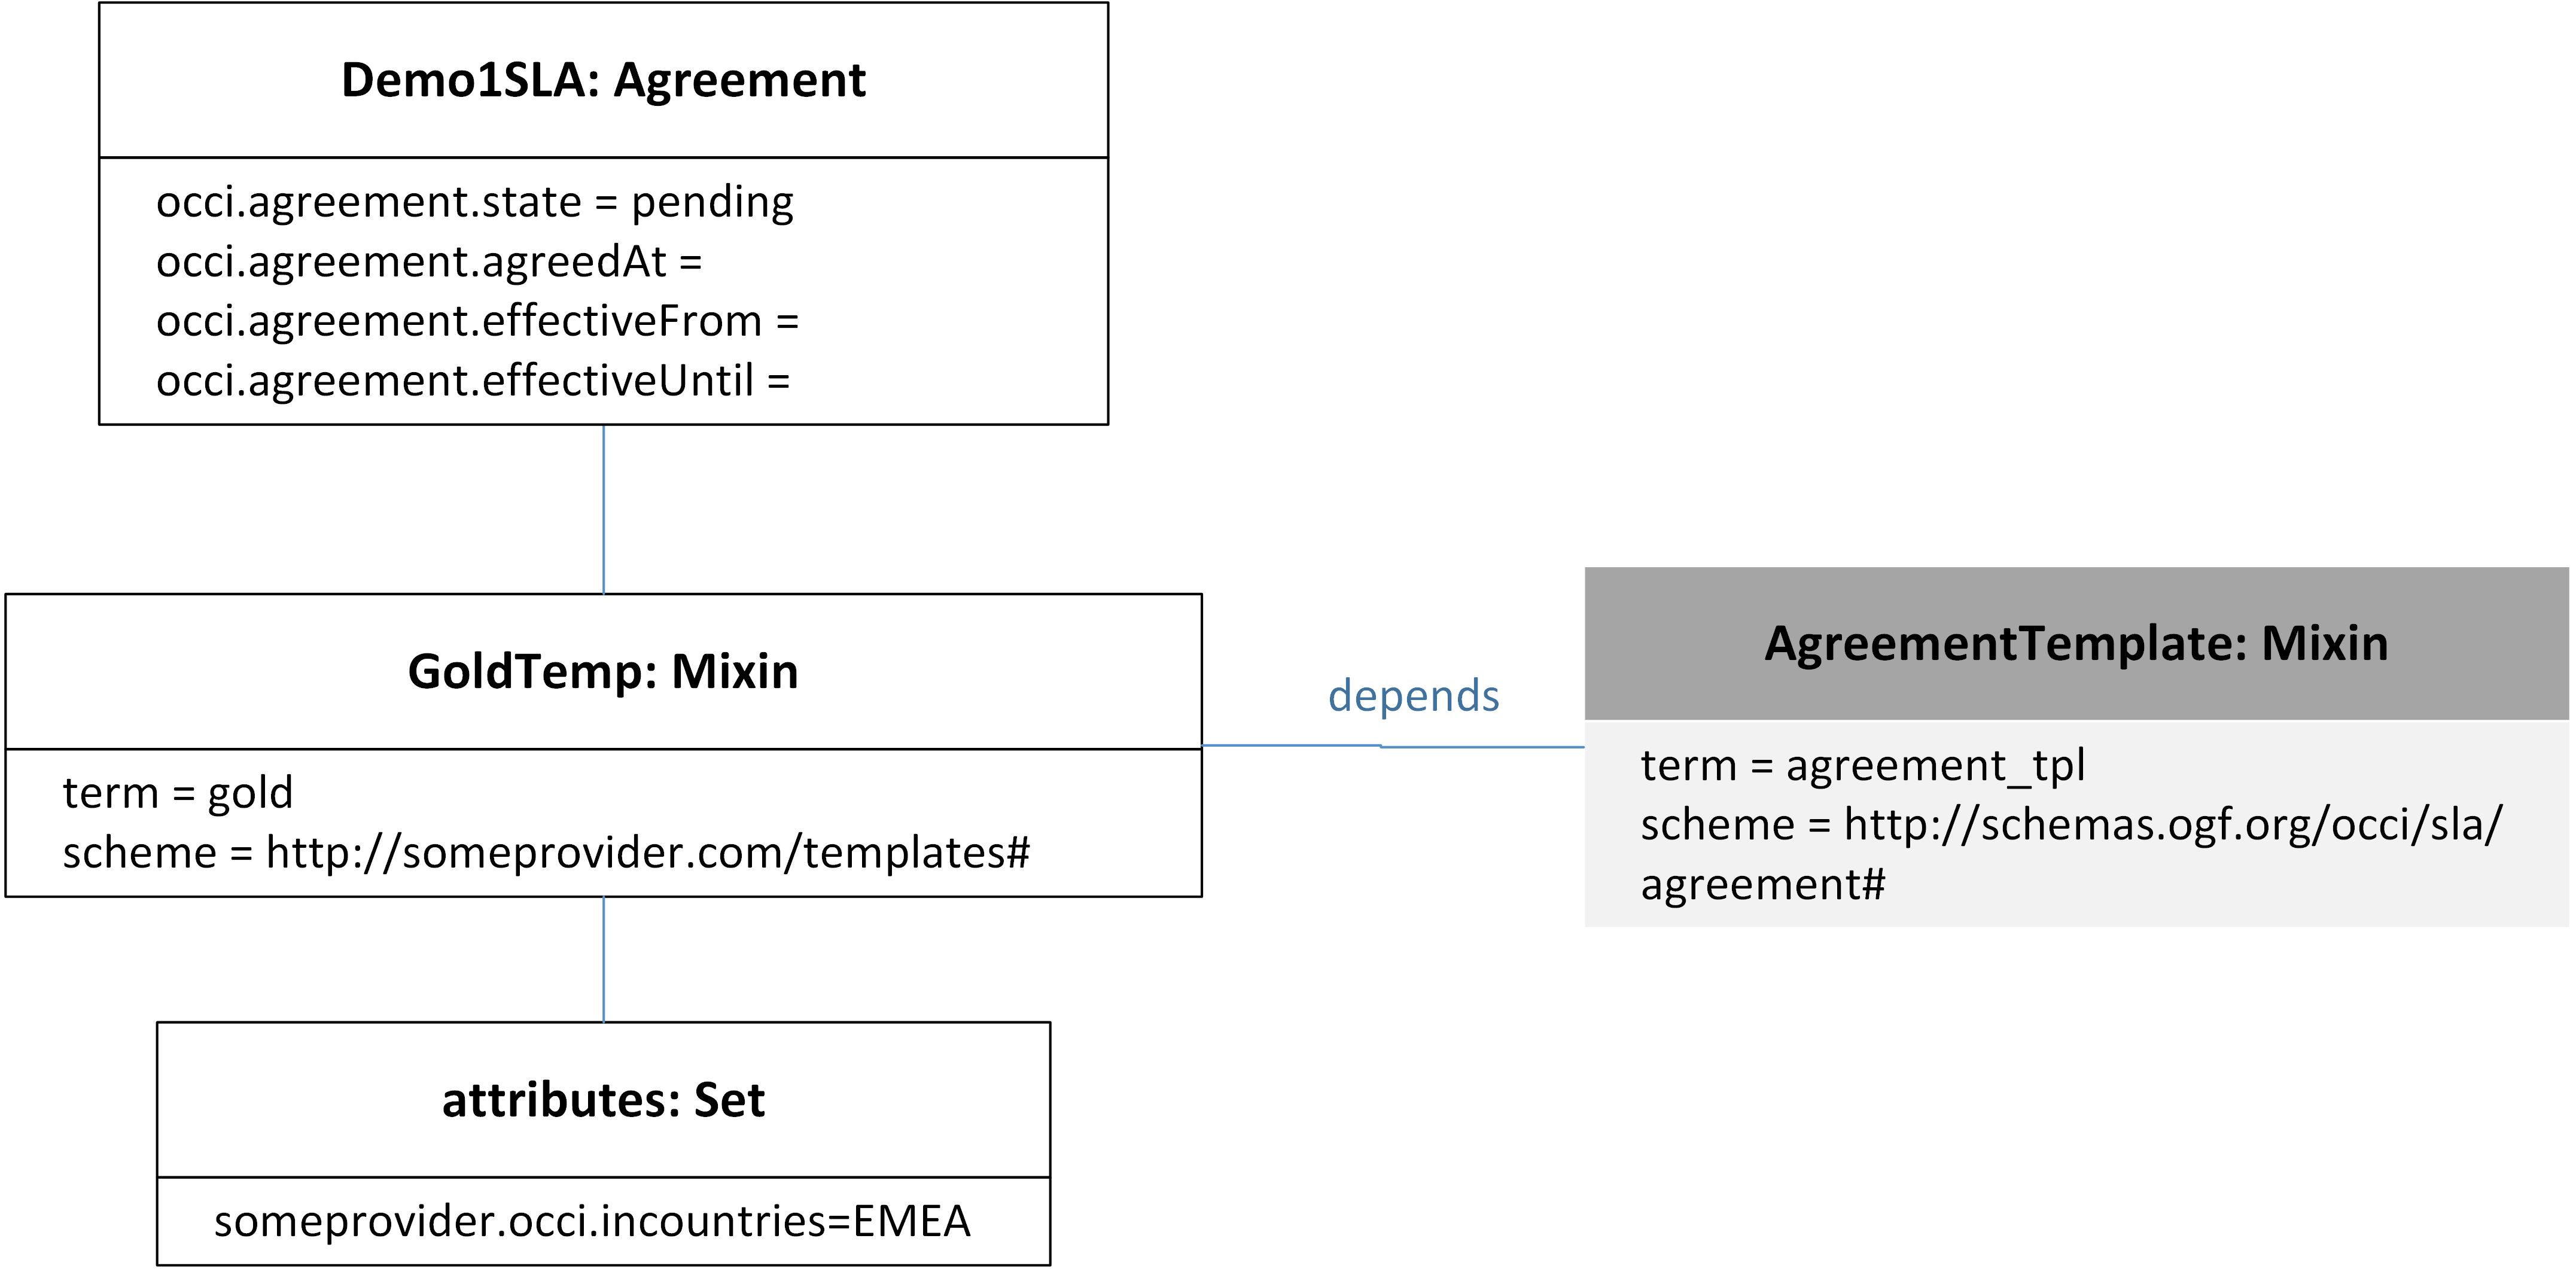 Demo1SLA: Agreement
occi.agreement.state = pending
occi.agreement.agreedAt =
occi.agreement.effectiveFrom =
occi.agreement.effectiveUntil =
GoldTemp: Mixin
term = gold
scheme = http://someprovider.com/templates#
depends
AgreementTemplate: Mixin
term = agreement_tpl
scheme = http://schemas.ogf.org/occi/sla/
agreement#
attributes: Set
someprovider.occi.incountries=EMEA